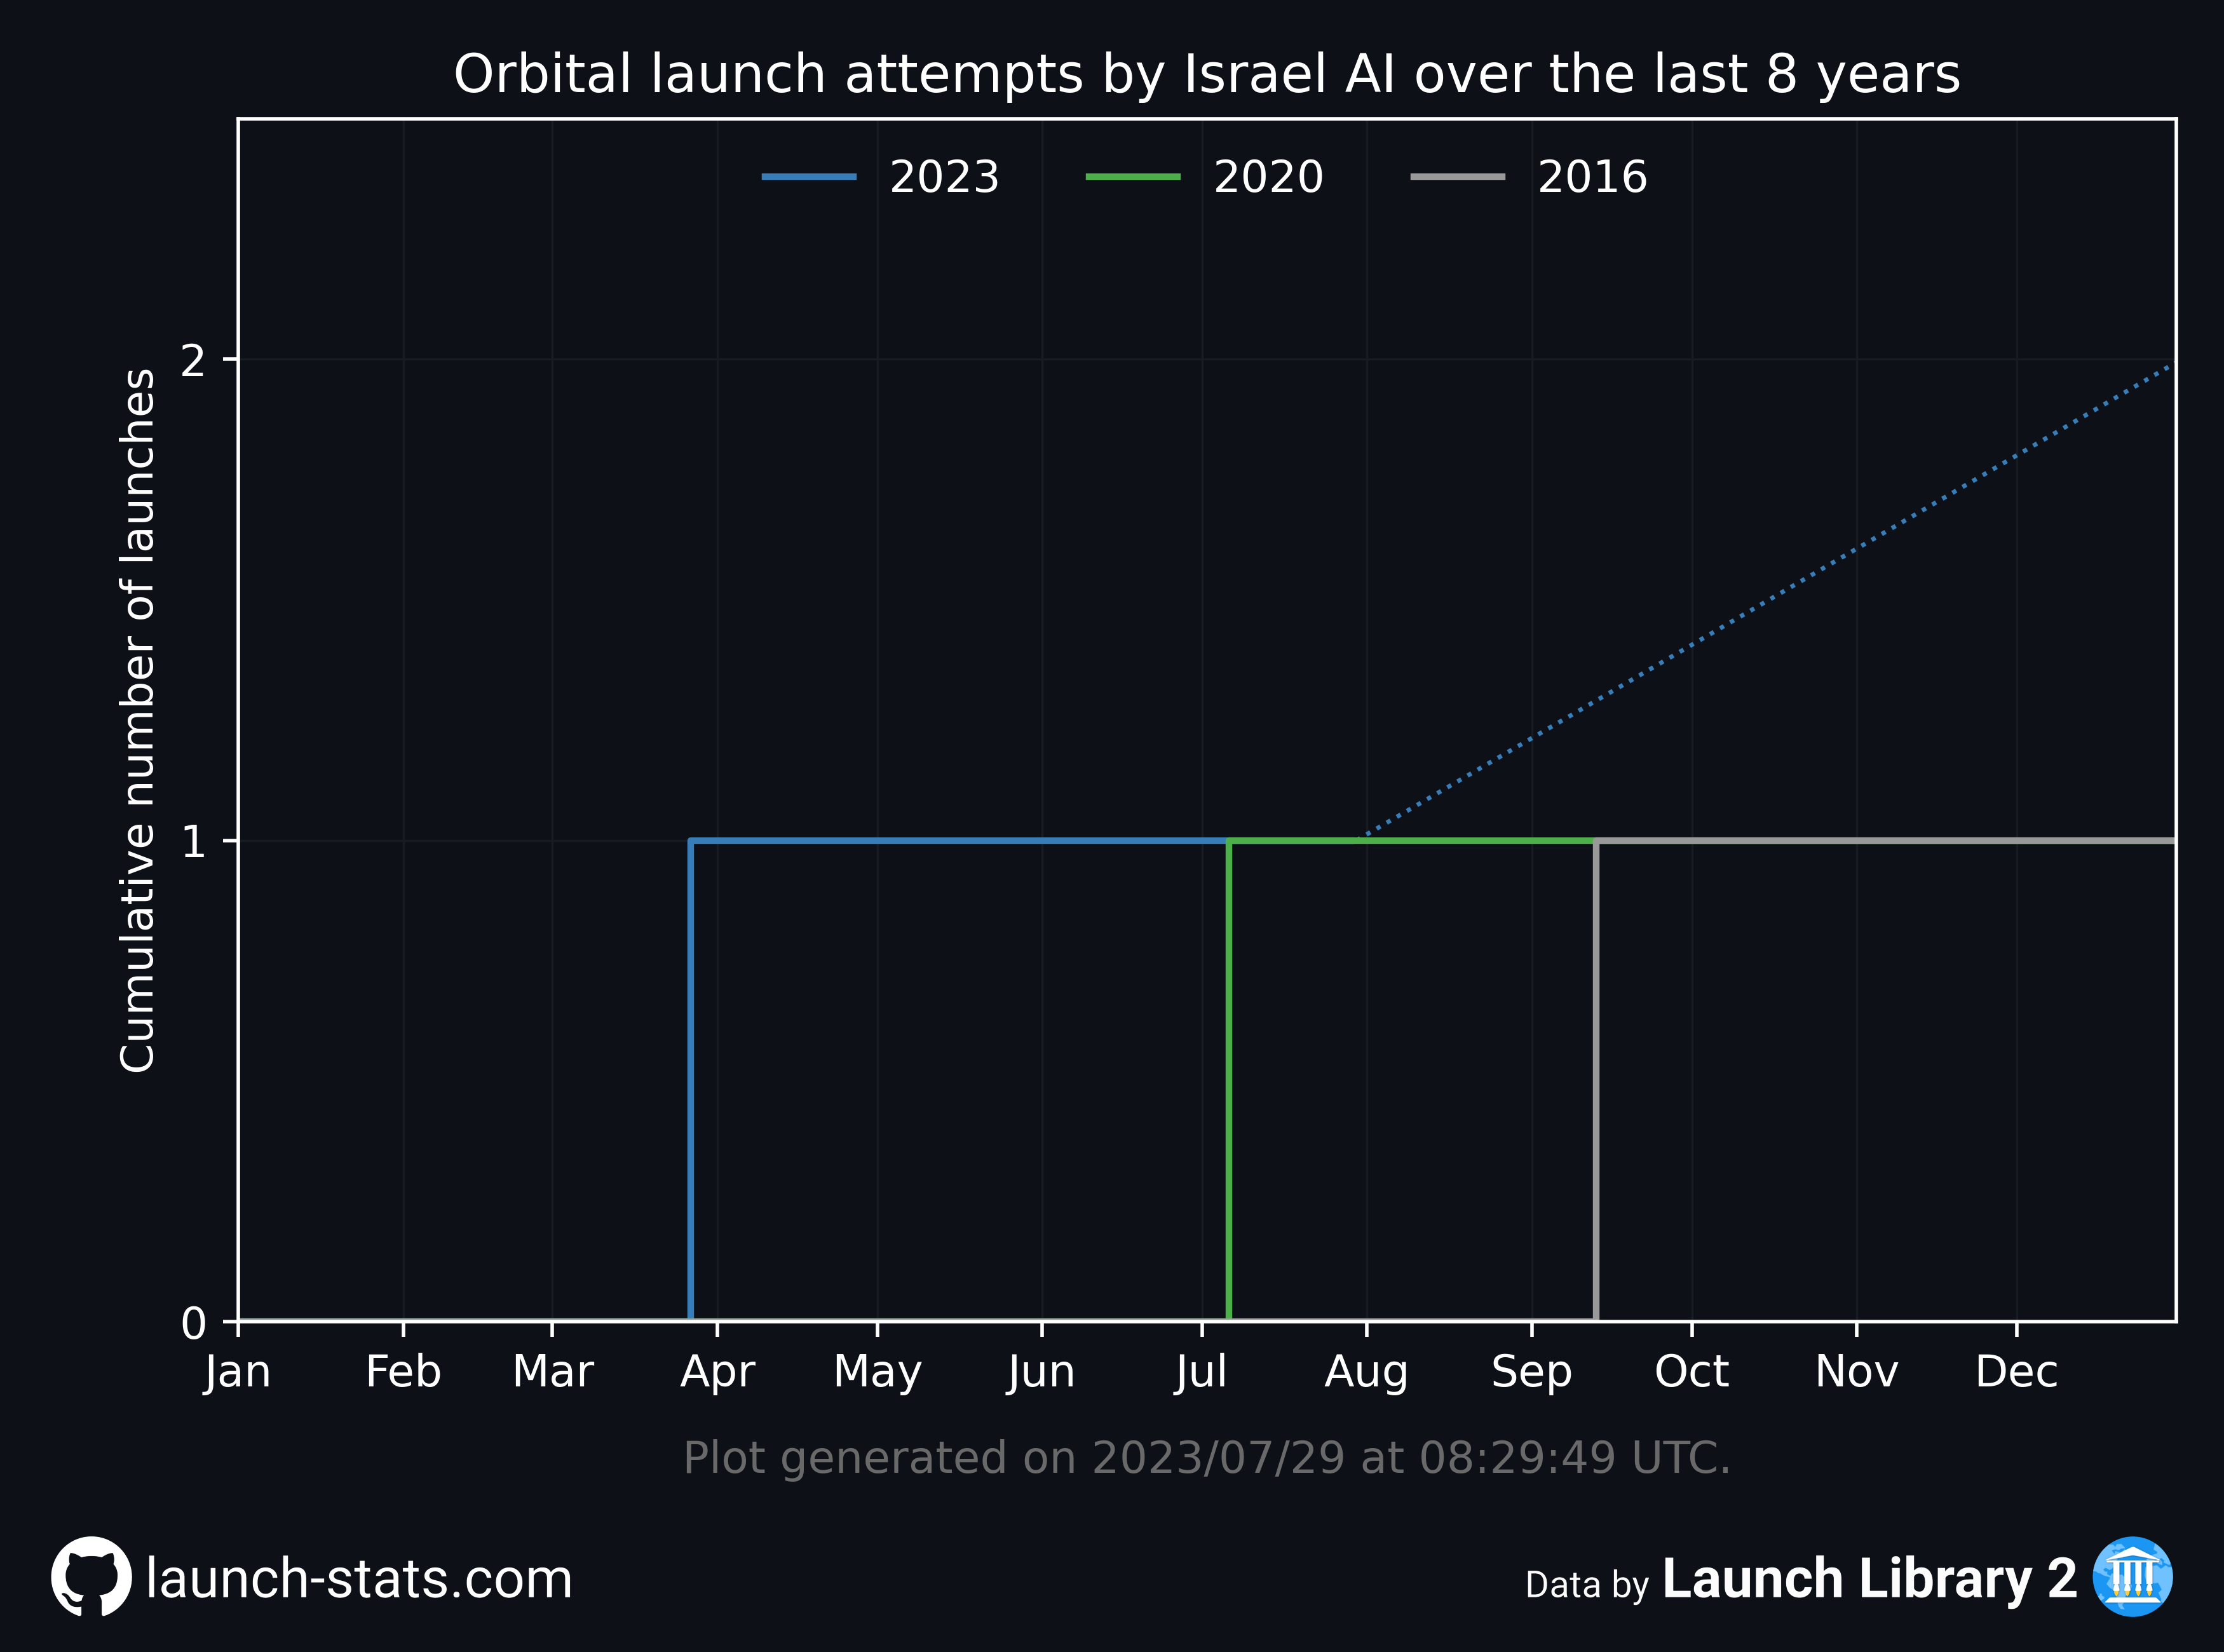 Orbital launch attempts by Israel AI over the last 8 years
2023 2020 2016
Cumulative number of launches
2
1
0
Jan Feb Mar Apr May Jun Jul Aug Sep Oct Nov Dec
Plot generated on 2023/07/29 at 08:29:49 UTC.
launch-stats.com
Data by Launch Library 2